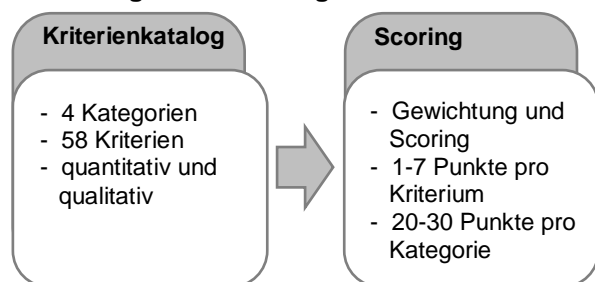 Kriterienkatalog
- 4 Kategorien
- 58 Kriterien
- quantitativ und
qualitativ
Scoring
- Gewichtung und
Scoring
- 1-7 Punkte pro
Kriterium
- 20-30 Punkte pro
Kategorie